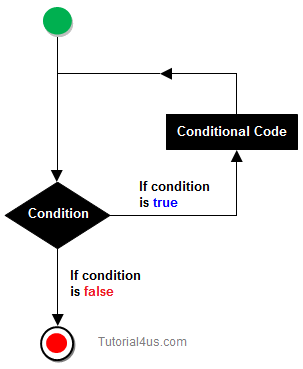 Conditional Code
If condition
is true
Condition
If condition
is false
Tutorial4us.com